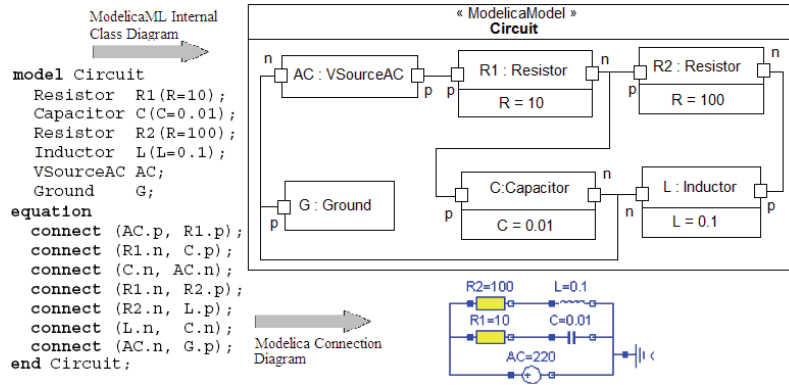 ModelicaML Internal
Class Diagram
model Circuit
Resistor R1(R=10);
Capacitor C(C=0.01);
Resistor R2(R=100);
Inductor L(L=0.1);
VSourceAC AC;
Ground G;
equation
connect (AC.p, R1.p);
connect (R1.n, C.p);
connect (C.n, AC.n);
connect (R1.n, R2.p);
connect (R2.n, L.p);
connect (L.n, C.n);
connect (AC.n, G.p);
end Circuit;
« ModelicaModel »
Circuit
n
AC : VSourceAC
p
p
R1 : Resistor
R = 10
n
p
R2 : Resistor
R = 100
n
p
G : Ground
p
C:Capacitor
C = 0.01
n
n
L : Inductor
L = 0.1
p
Modelica Connection
Diagram
R2=100
L=0.1
R1=10
C=0.01
AC=220